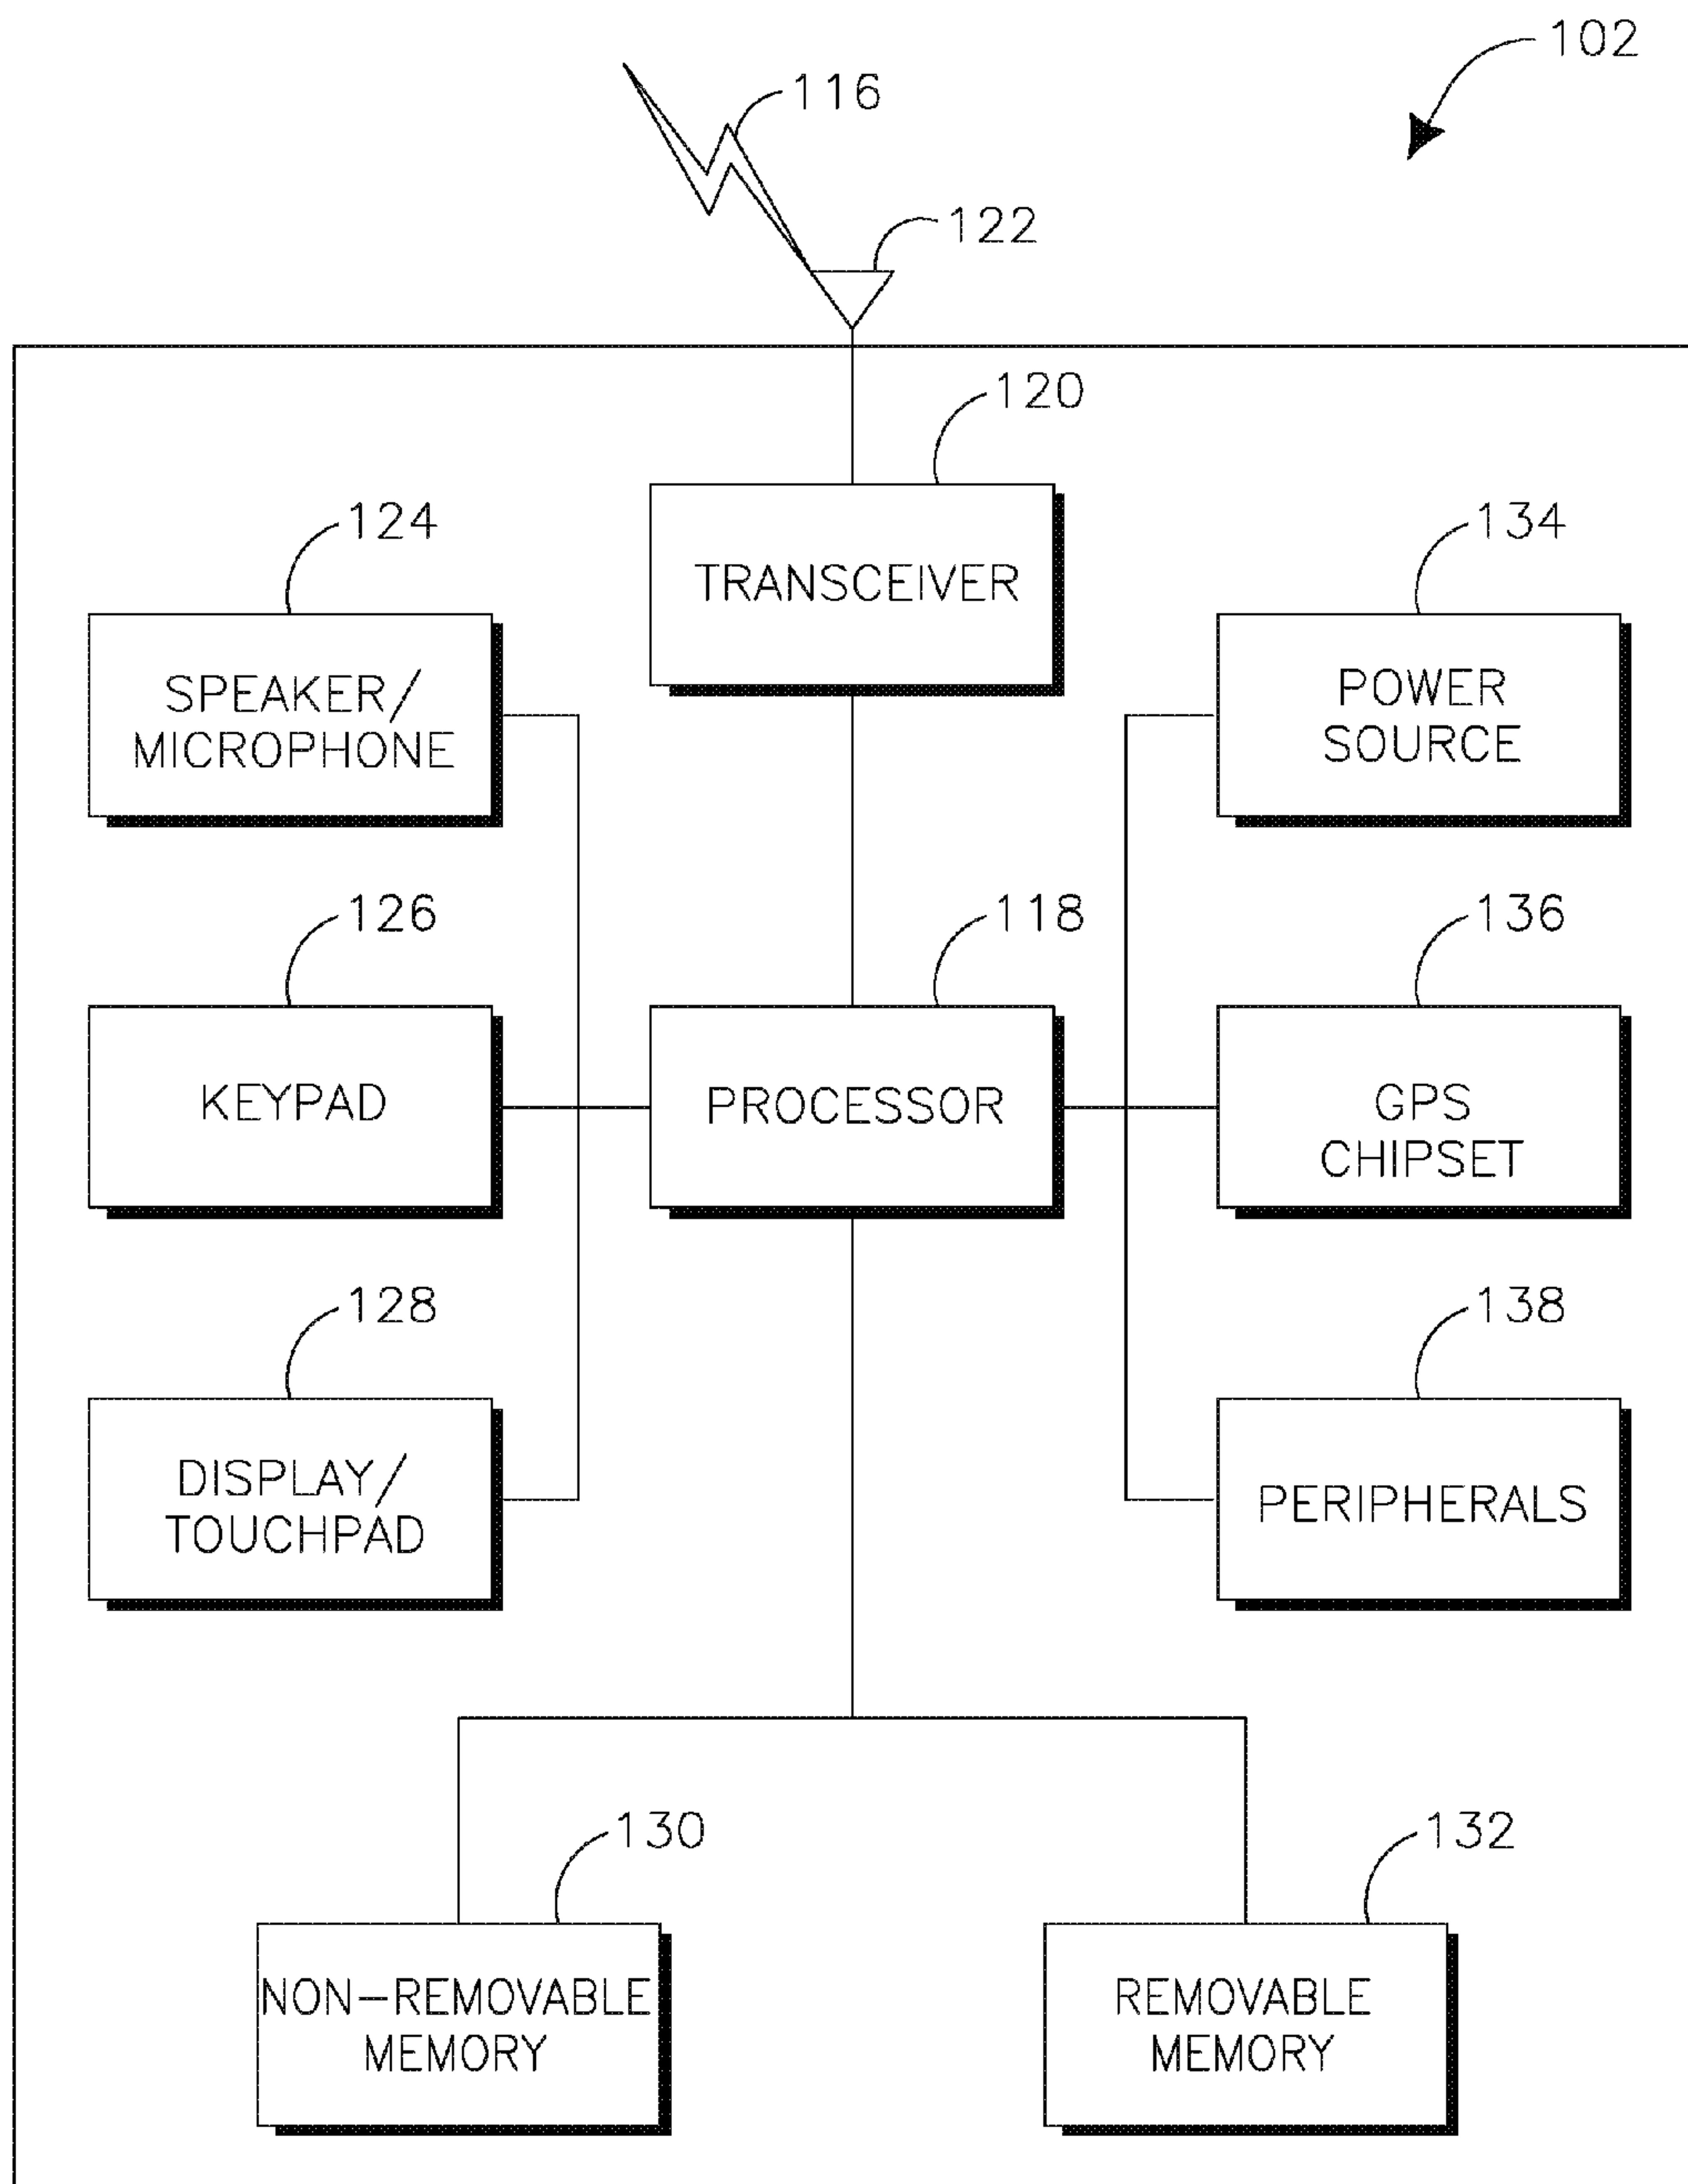 102
116
122
120
TRANSCEIVER
124
SPEAKER/
MICROPHONE
134
POWER
SOURCE
126
KEYPAD
118
PROCESSOR
136
GPS
CHIPSET
128
DISPLAY/
TOUCHPAD
138
PERIPHERALS
130
NON-REMOVABLE
MEMORY
132
REMOVABLE
MEMORY